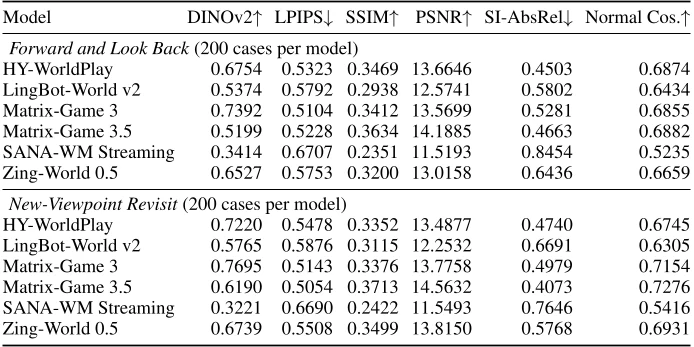 Model DINOv2↑ LPIPS↓ SSIM↑ PSNR↑ SI-AbsRel↓ Normal Cos.↑
Forward and Look Back (200 cases per model)
HY-WorldPlay 0.6754 0.5323 0.3469 13.6646 0.4503 0.6874
LingBot-World v2 0.5374 0.5792 0.2938 12.5741 0.5802 0.6434
Matrix-Game 3 0.7392 0.5104 0.3412 13.5699 0.5281 0.6855
Matrix-Game 3.5 0.5199 0.5228 0.3634 14.1885 0.4663 0.6882
SANA-WM Streaming 0.3414 0.6707 0.2351 11.5193 0.8454 0.5235
Zing-World 0.5 0.6527 0.5753 0.3200 13.0158 0.6436 0.6659
New-Viewpoint Revisit (200 cases per model)
HY-WorldPlay 0.7220 0.5478 0.3352 13.4877 0.4740 0.6745
LingBot-World v2 0.5765 0.5876 0.3115 12.2532 0.6691 0.6305
Matrix-Game 3 0.7695 0.5143 0.3376 13.7758 0.4979 0.7154
Matrix-Game 3.5 0.6190 0.5054 0.3713 14.5632 0.4073 0.7276
SANA-WM Streaming 0.3221 0.6690 0.2422 11.5493 0.7646 0.5416
Zing-World 0.5 0.6739 0.5508 0.3499 13.8150 0.5768 0.6931